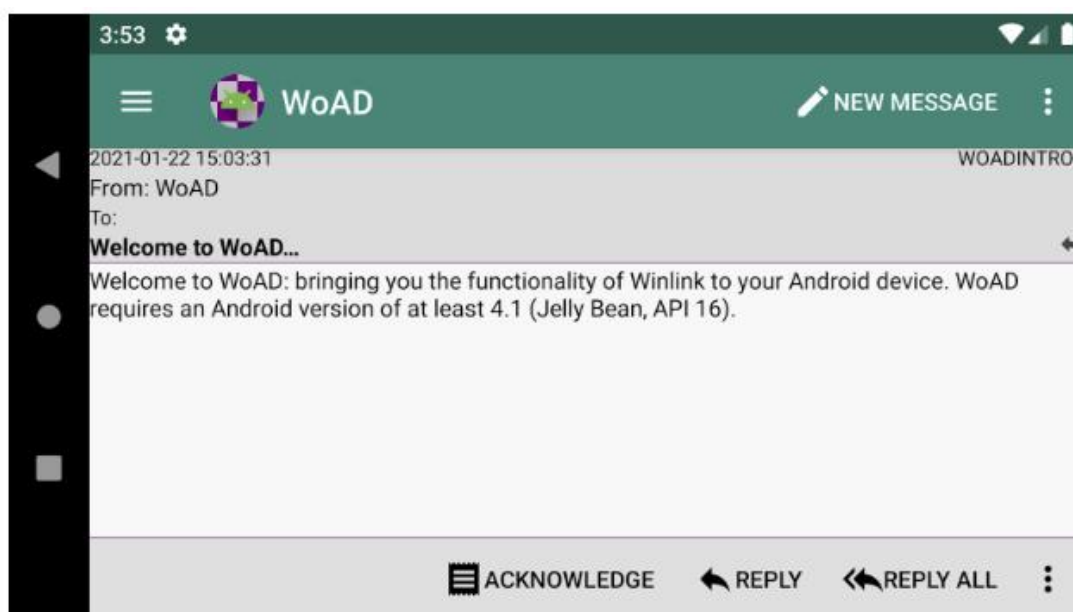 3:53
WoAD
NEW MESSAGE
2021-01-22 15:03:31
WOADINTRO
From: WoAD
To:
Welcome to WoAD...
Welcome to WoAD: bringing you the functionality of Winlink to your Android device. WoAD
requires an Android version of at least 4.1 (Jelly Bean, API 16).
ACKNOWLEDGE
REPLY
REPLY ALL